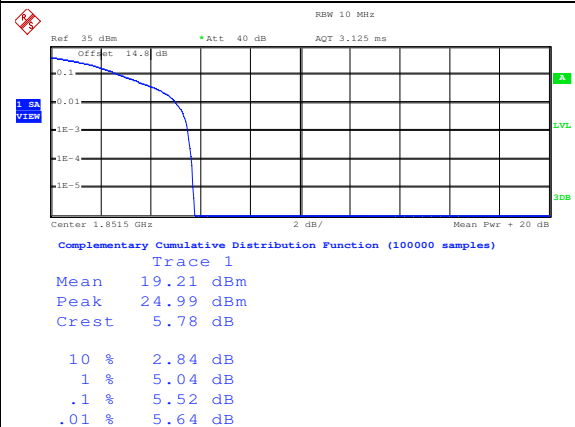 R S
RBW 10 MHz
Ref 35 dBm * Att 40 dB AQT 3.125 ms
Offset 14.8 dB
0.1
A
1 SA
VIEW
0.01
1E-3
LVL
1E-4
1E-5
3DB
Center 1.8515 GHz 2 dB/ Mean Pwr + 20 dB
Complementary Cumulative Distribution Function (100000 samples)
Trace 1
Mean 19.21 dBm
Peak 24.99 dBm
Crest 5.78 dB
10 % 2.84 dB
1 % 5.04 dB
.1 % 5.52 dB
.01 % 5.64 dB